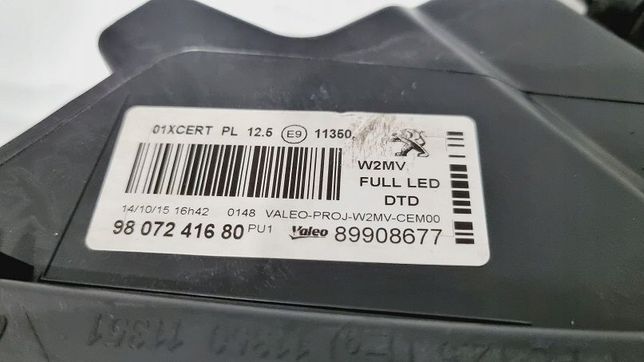 01XCERT PL 12.5 E9 11350
W2MV
FULL LED
DTD
14/10/15 16h42 0148 VALEO-PROJ-W2MV-CEM00
98 072 416 80 PU1 Valeo 89908677
11351